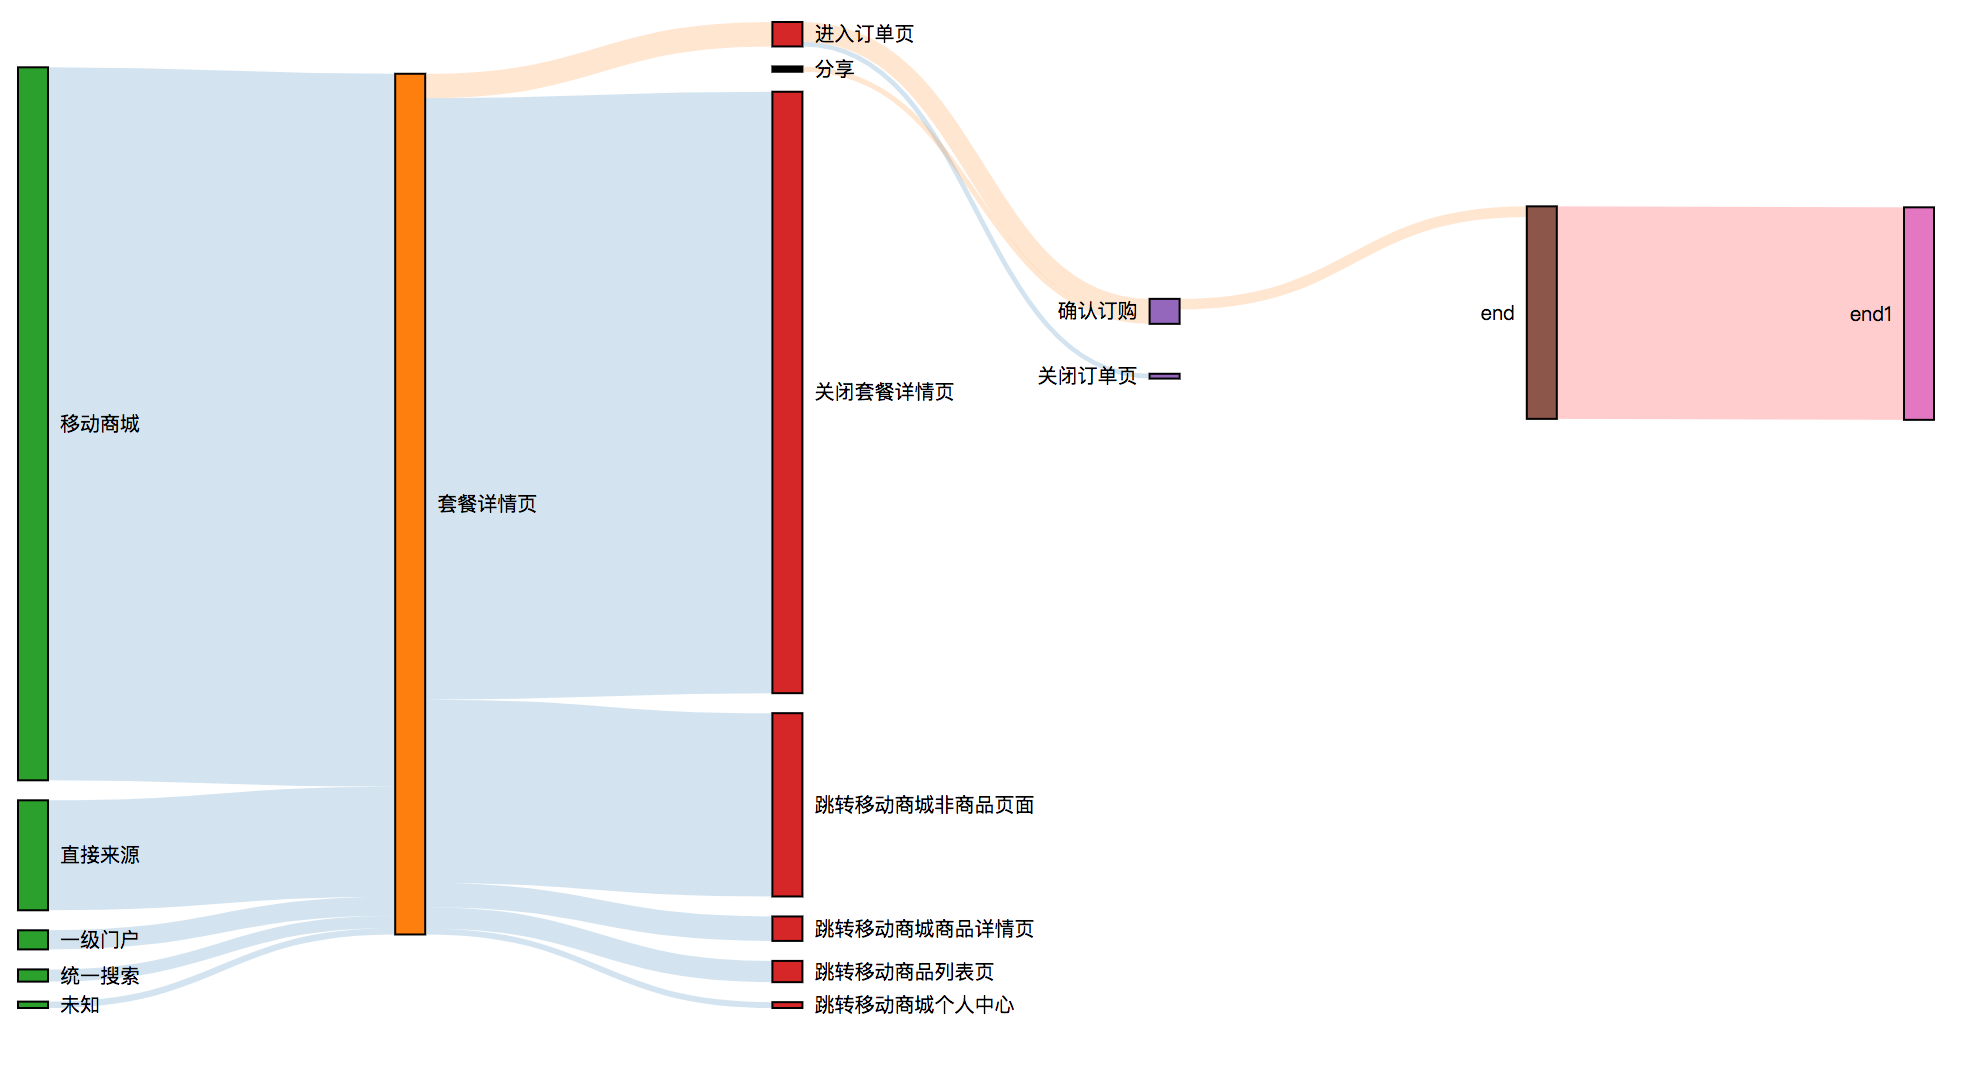 移动商城
直接来源
一级门户
统一搜索
未知
套餐详情页
进入订单页
分享
关闭套餐详情页
跳转移动商城非商品页面
跳转移动商城商品详情页
跳转移动商品列表页
跳转移动商城个人中心
确认订购
关闭订单页
end
end1